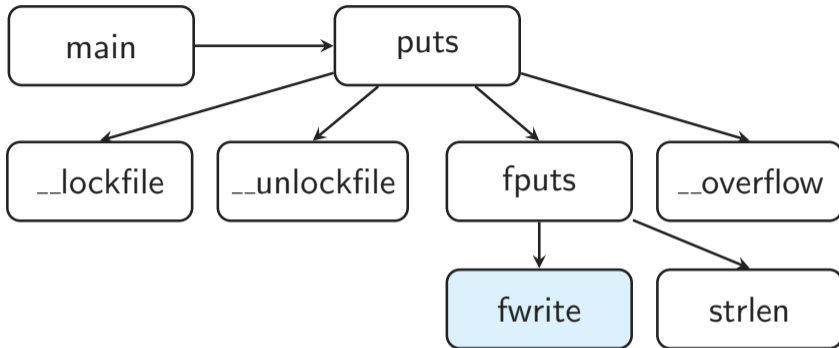 main
puts
__lockfile
__unlockfile
fputs
__overflow
fwrite
strlen